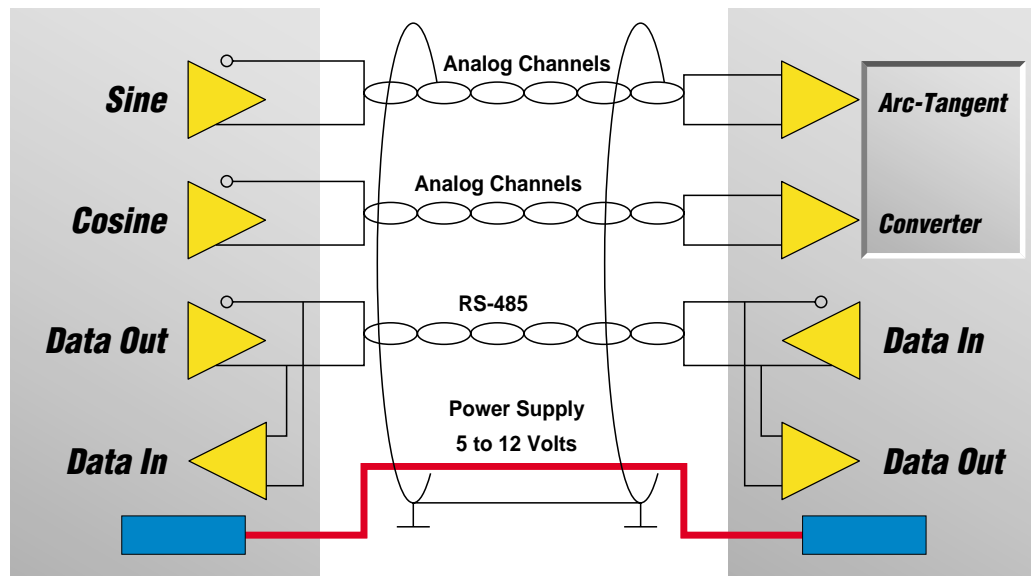 Analog Channels
Sine
Arc-Tangent
Analog Channels
Cosine
Converter
RS-485
Data Out
Data In
Power Supply
5 to 12 Volts
Data In
Data Out